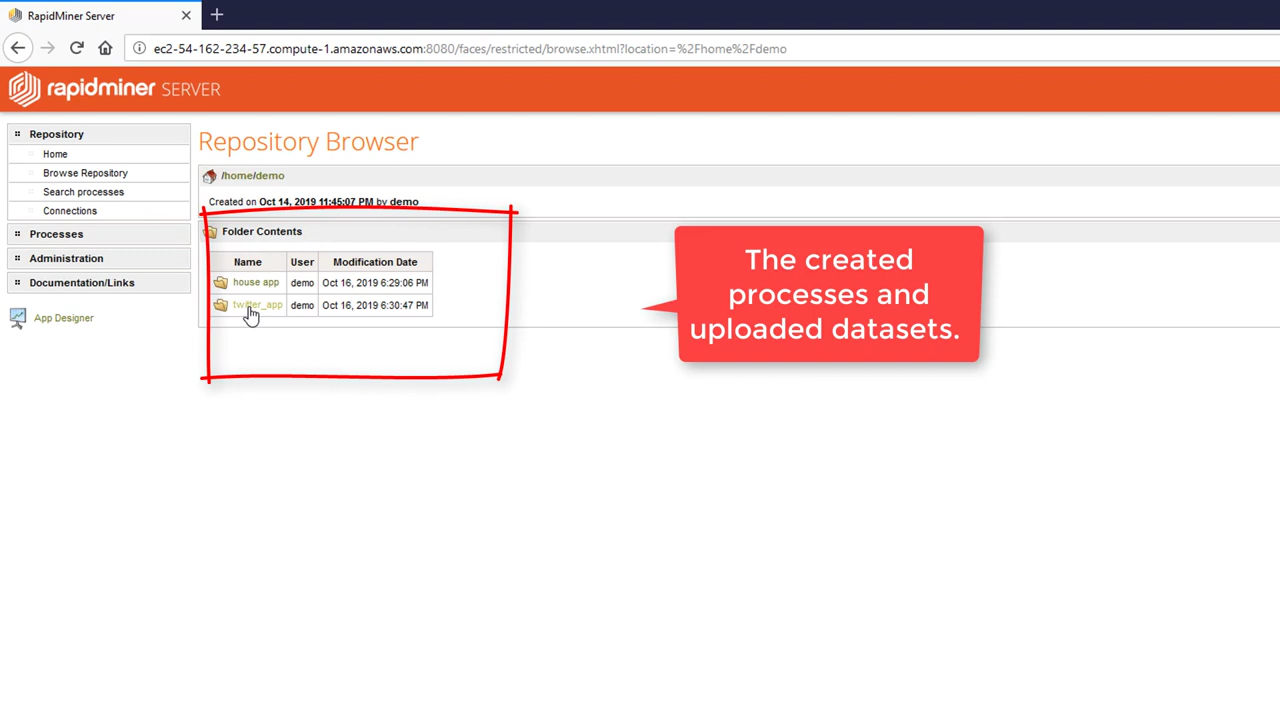 RapidMiner Server
ec2-54-162-234-57.compute-1.amazonaws.com:8080/faces/restricted/browse.xhtml?location=%2Fhome%2Fdemo
rapidminer SERVER
Repository
Home
Browse Repository
Search processes
Connections
Processes
Administration
Documentation/Links
App Designer
Repository Browser
/home/demo
Created on Oct 14, 2019 11:45:07 PM by demo
Folder Contents
Name User Modification Date
house app demo Oct 16, 2019 6:29:06 PM
twitter_app demo Oct 16, 2019 6:30:47 PM
The created
processes and
uploaded datasets.